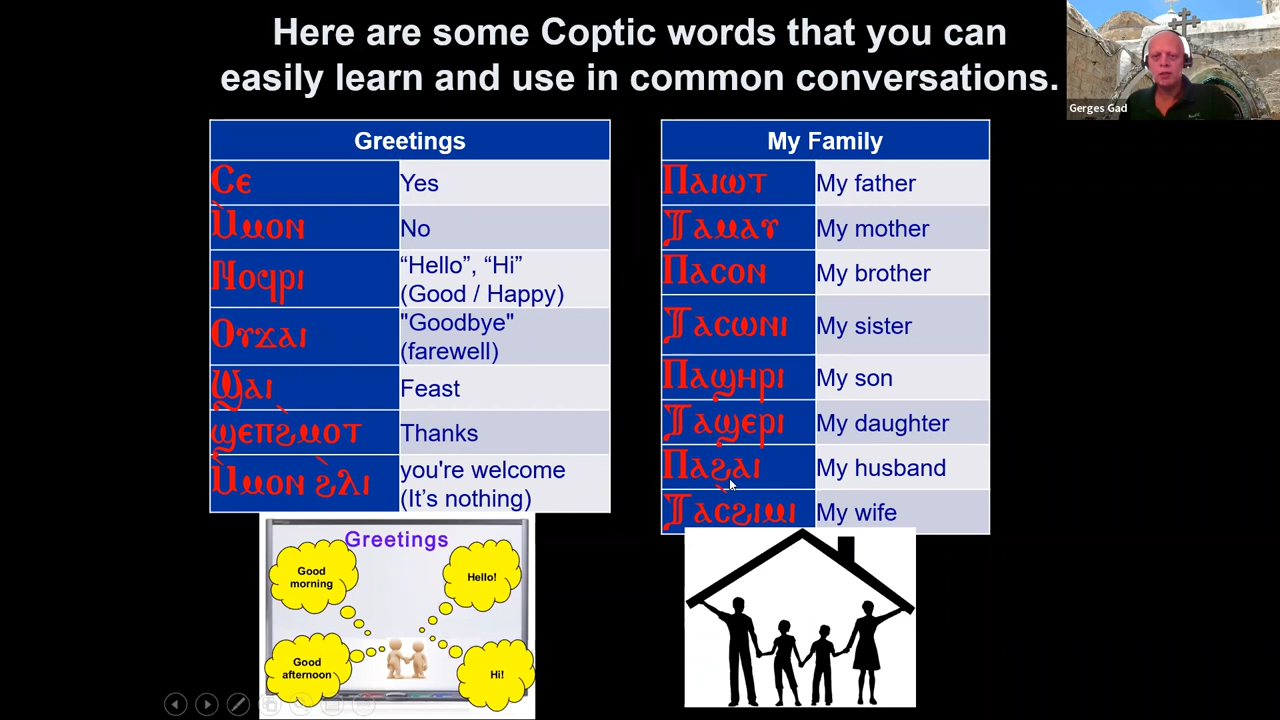 Here are some Coptic words that you can
easily learn and use in common conversations.
Gerges Gad
Greetings
Ⲥⲉ
Yes
Ⲙ̀ⲙⲟⲛ
No
Ⲛⲟϥⲣⲓ
“Hello”, “Hi”
(Good / Happy)
Ⲟⲩϫⲁⲓ
"Goodbye"
(farewell)
Ϣⲁⲓ
Feast
ϣⲉⲡϩ̀ⲙⲟⲧ
Thanks
Ⲙ̀ⲙⲟⲛ ϩ̀ⲗⲓ
you're welcome
(It’s nothing)
My Family
Ⲡⲁⲓⲱⲧ
My father
Ⲧⲁⲙⲁⲩ
My mother
Ⲡⲁⲥⲟⲛ
My brother
Ⲧⲁⲥⲱⲛⲓ
My sister
Ⲡⲁϣⲏⲣⲓ
My son
Ⲧⲁϣⲉⲣⲓ
My daughter
Ⲡⲁϩⲁⲓ
My husband
Ⲧⲁⲥ̀ϩⲓⲙⲓ
My wife
Greetings
Good
morning
Hello!
Good
afternoon
Hi!